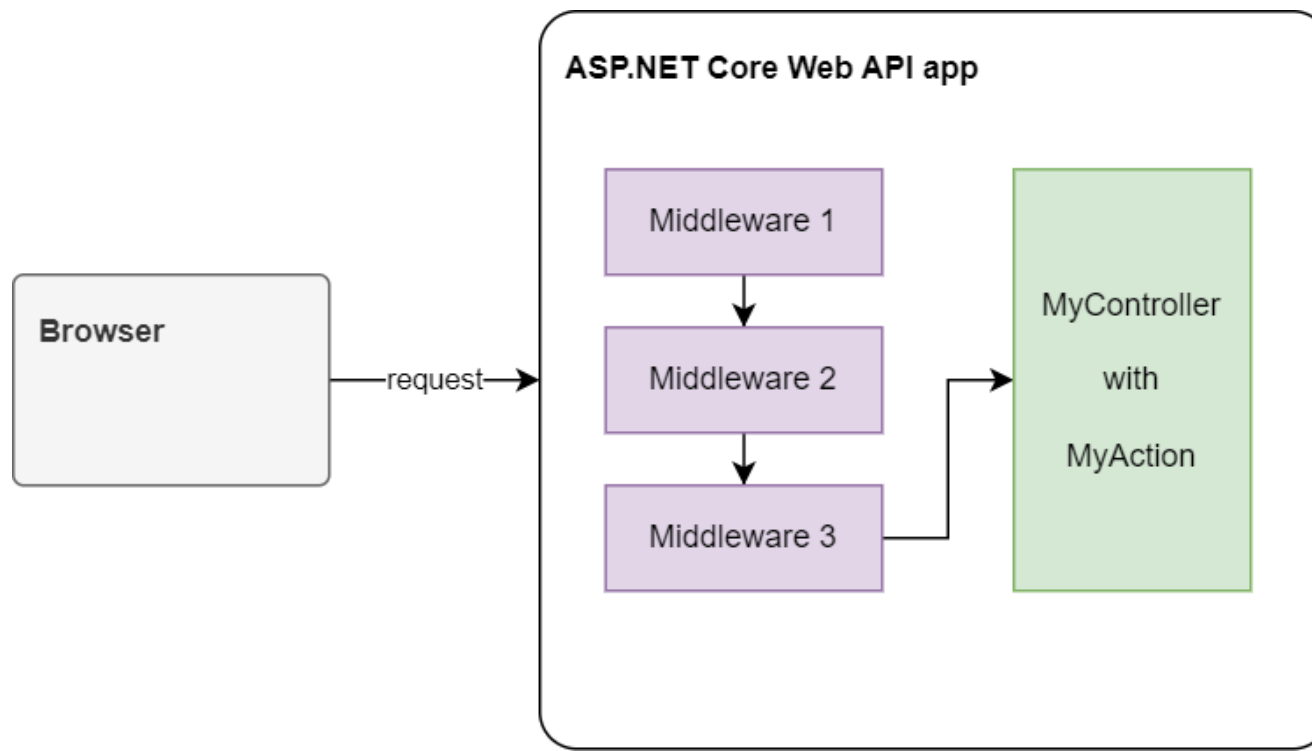 ASP.NET Core Web API app
Browser
request
Middleware 1
Middleware 2
Middleware 3
MyController
with
MyAction